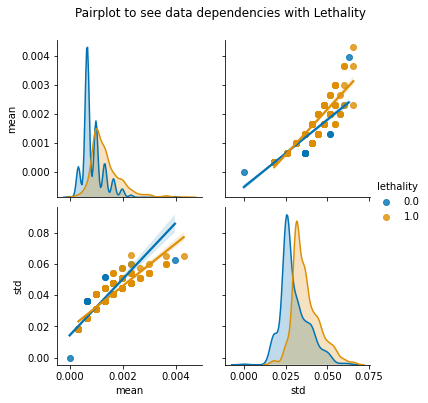 Pairplot to see data dependencies with Lethality
0.004
0.003
0.002
0.001
0.000
mean
lethality
0.0
1.0
0.08
0.06
0.04
0.02
0.00
std
0.000 0.002 0.004
mean
0.000 0.025 0.050 0.075
std